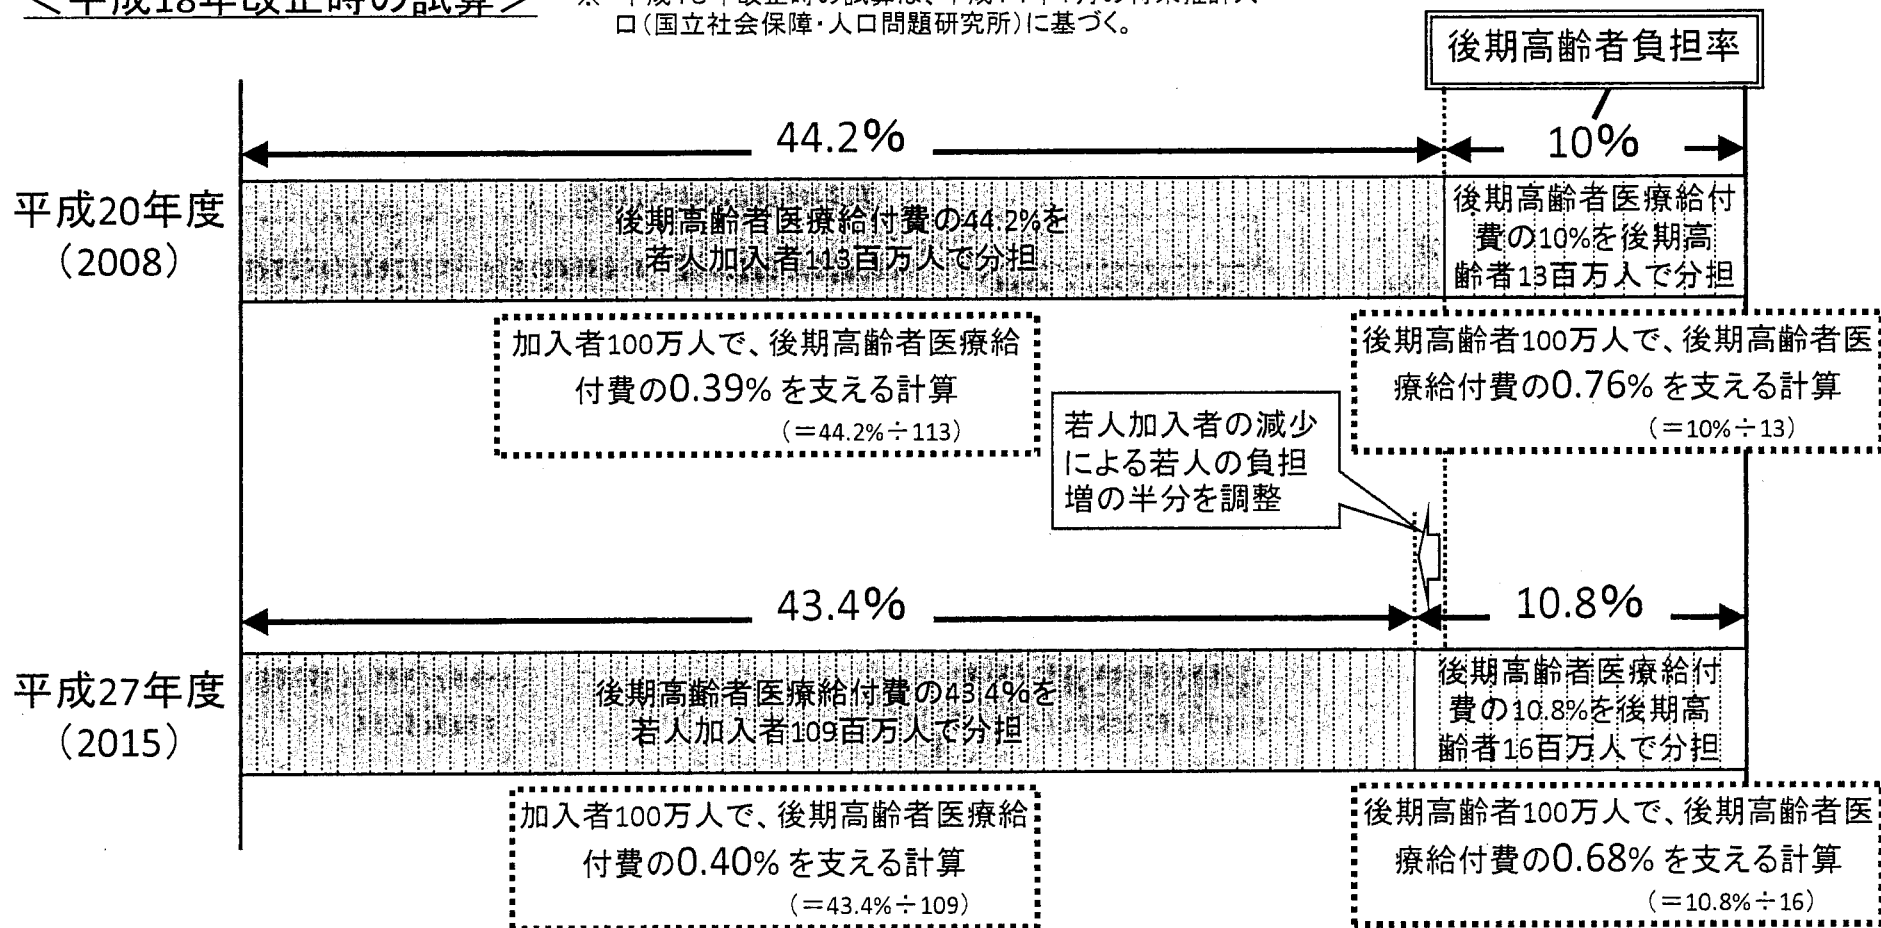 ＜平成18年改正時の試算＞
口(国立社会保障・人口問題研究所)に基づく。
後期高齢者負担率
44.2%
10%
平成20年度
(2008)
後期高齢者医療給付費の44.2%を
若人加入者113百万人で分担
後期高齢者医療給付
費の10%を後期高
齢者13百万人で分担
加入者100万人で、後期高齢者医療給
付費の0.39% を支える計算
(＝44.2%÷113)
後期高齢者100万人で、後期高齢者医
療給付費の0.76% を支える計算
(＝10%÷13)
若人加入者の減少
による若人の負担
増の半分を調整
43.4%
10.8%
平成27年度
(2015)
後期高齢者医療給付費の43.4%を
若人加入者109百万人で分担
後期高齢者医療給付
費の10.8%を後期高
齢者16百万人で分担
加入者100万人で、後期高齢者医療給
付費の0.40% を支える計算
(＝43.4%÷109)
後期高齢者100万人で、後期高齢者医
療給付費の0.68% を支える計算
(＝10.8%÷16)